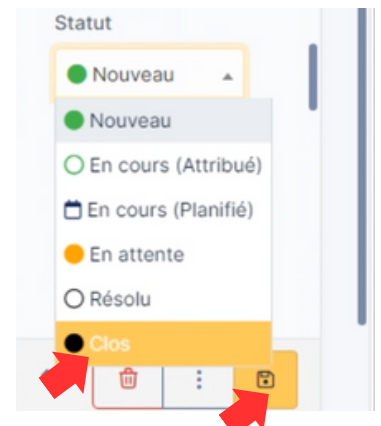 Statut
Nouveau
Nouveau
En cours (Attribué)
En cours (Planifié)
En attente
Résolu
Clos